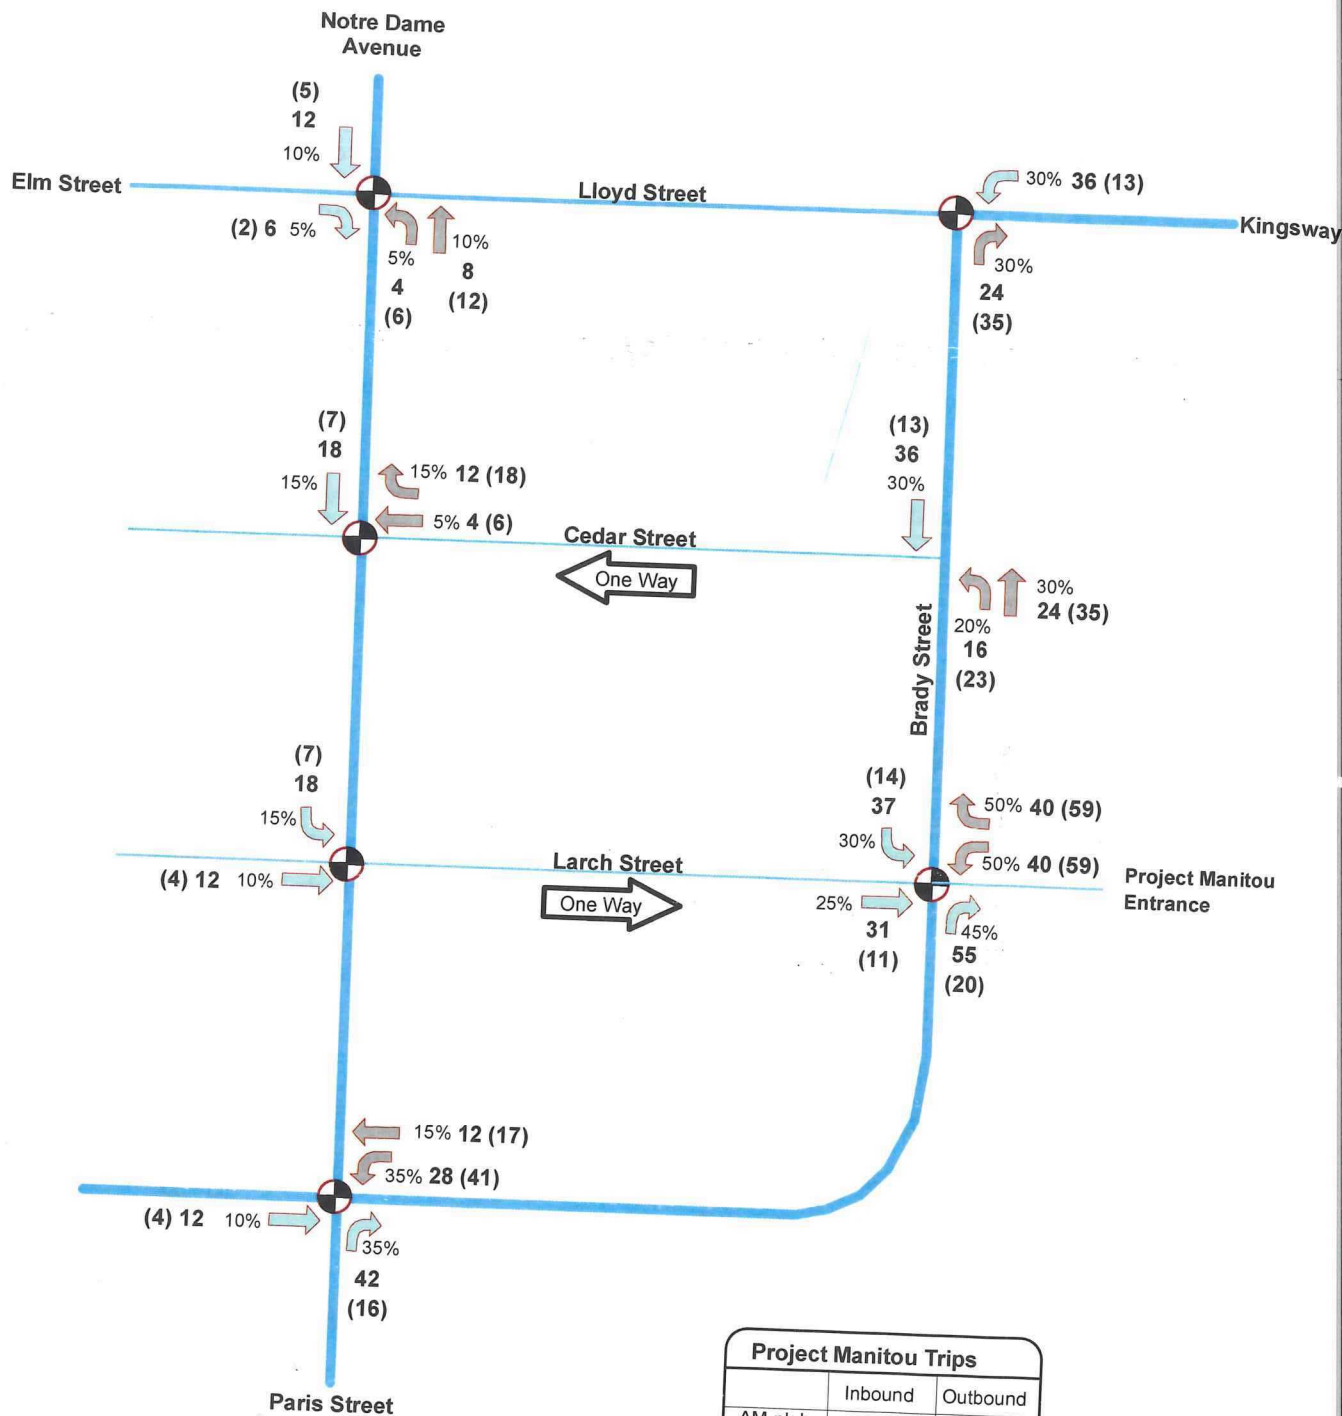 Notre Dame
Avenue
(5)
12
10%
Elm Street
Lloyd Street
30% 36 (13)
Kingsway
(2) 6 5%
5%
4
(6)
10%
8
(12)
30%
24
(35)
(7)
18
15%
15% 12 (18)
5% 4 (6)
Cedar Street
One Way
(13)
36
30%
30%
24 (35)
20%
16
(23)
Brady Street
(7)
18
15%
(4) 12 10%
Larch Street
One Way
(14)
37
30%
50% 40 (59)
50% 40 (59)
Project Manitou
Entrance
25%
31
(11)
45%
55
(20)
15% 12 (17)
35% 28 (41)
(4) 12 10%
35%
42
(16)
Paris Street
Project Manitou Trips
Inbound Outbound